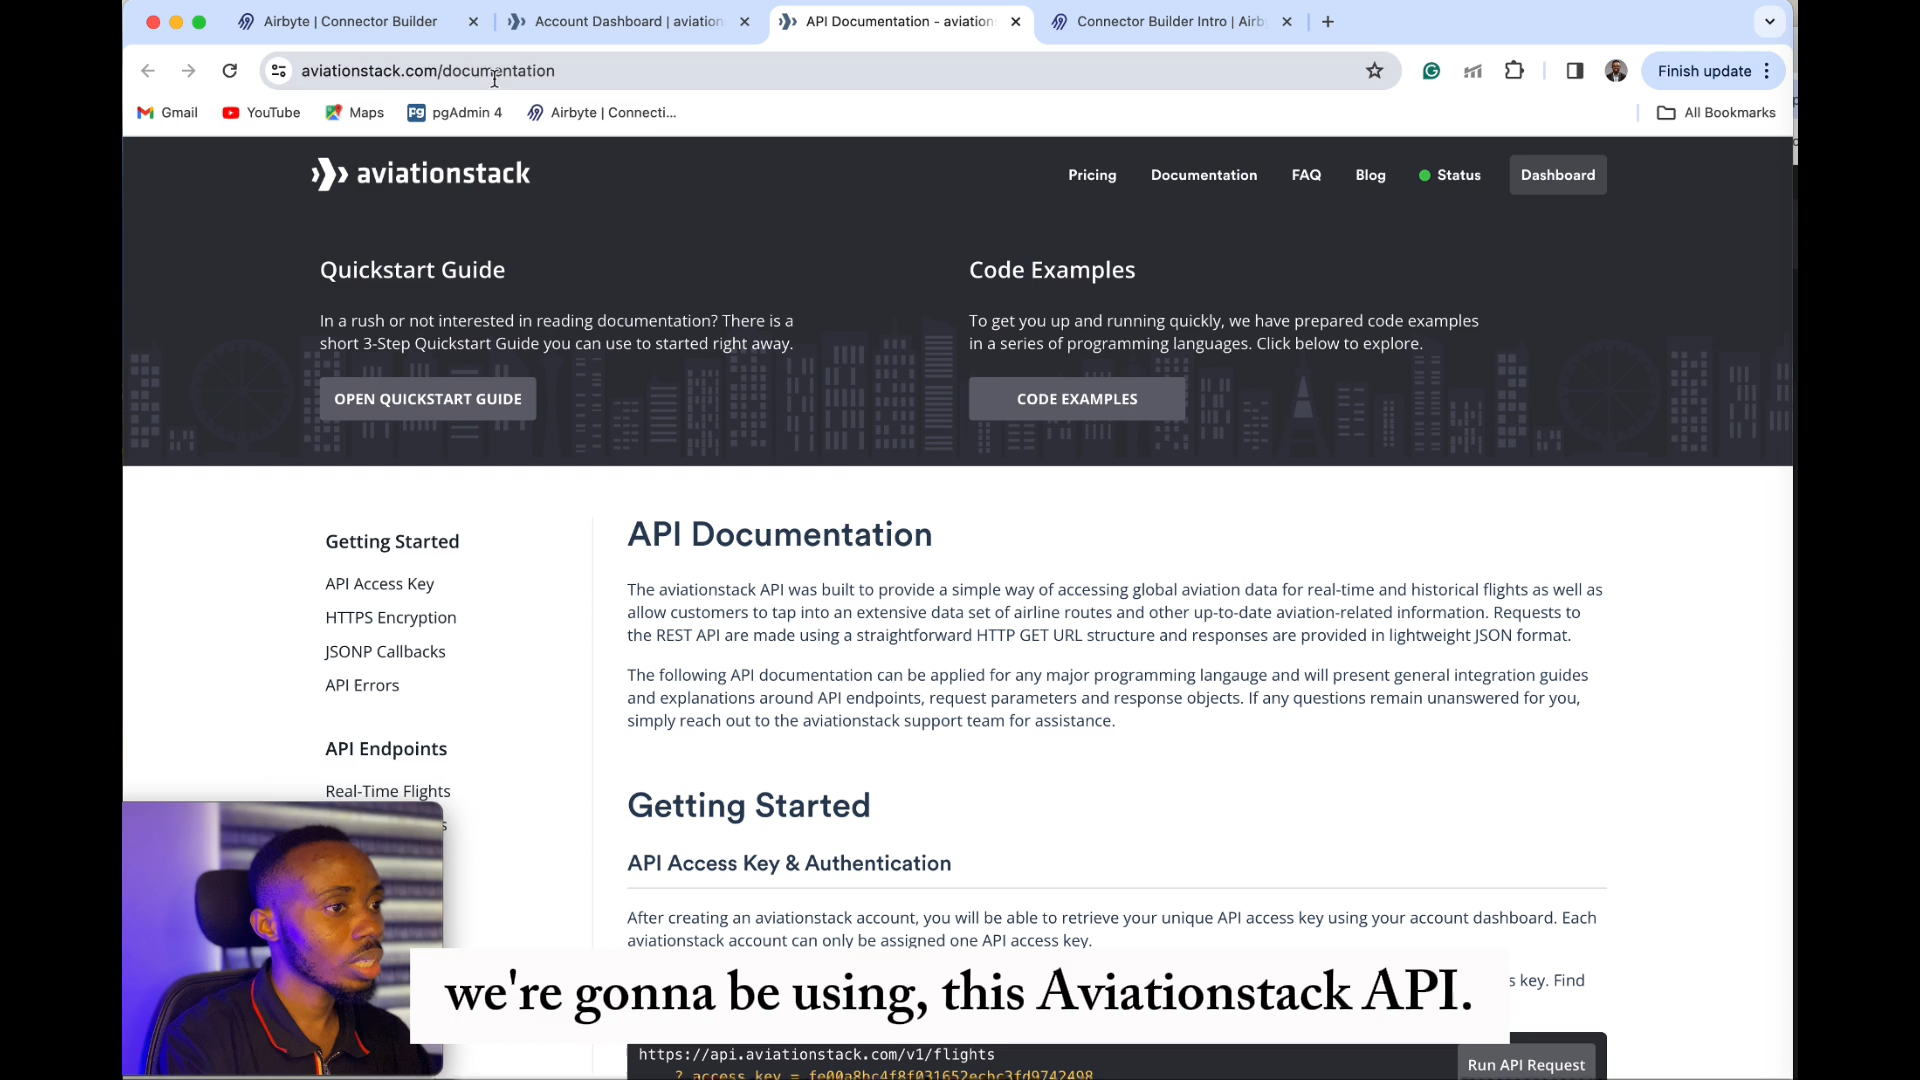 Airbyte | Connector Builder
Account Dashboard | aviation
API Documentation - aviation
Connector Builder Intro | Airb
aviationstack.com/documentation
Finish update
Gmail
YouTube
Maps
pgAdmin 4
Airbyte | Connecti...
All Bookmarks
aviationstack
Pricing
Documentation
FAQ
Blog
Status
Dashboard
Quickstart Guide
In a rush or not interested in reading documentation? There is a
short 3-Step Quickstart Guide you can use to started right away.
OPEN QUICKSTART GUIDE
Code Examples
To get you up and running quickly, we have prepared code examples
in a series of programming languages. Click below to explore.
CODE EXAMPLES
Getting Started
API Access Key
HTTPS Encryption
JSONP Callbacks
API Errors
API Endpoints
Real-Time Flights
API Documentation
The aviationstack API was built to provide a simple way of accessing global aviation data for real-time and historical flights as well as
allow customers to tap into an extensive data set of airline routes and other up-to-date aviation-related information. Requests to
the REST API are made using a straightforward HTTP GET URL structure and responses are provided in lightweight JSON format.
The following API documentation can be applied for any major programming langauge and will present general integration guides
and explanations around API endpoints, request parameters and response objects. If any questions remain unanswered for you,
simply reach out to the aviationstack support team for assistance.
Getting Started
API Access Key & Authentication
After creating an aviationstack account, you will be able to retrieve your unique API access key using your account dashboard. Each
aviationstack account can only be assigned one API access key.
key. Find
we're gonna be using, this Aviationstack API.
https://api.aviationstack.com/v1/flights
? access_key =
Run API Request